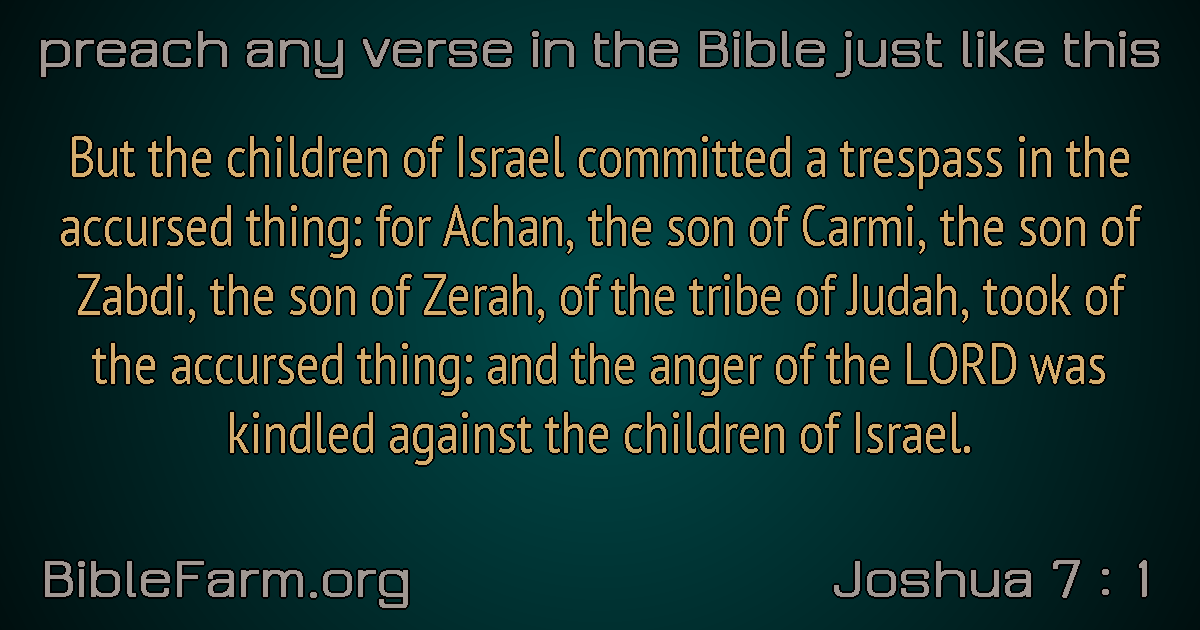 preach any verse in the Bible just like this
But the children of Israel committed a trespass in the
accursed thing: for Achan, the son of Carmi, the son of
Zabdi, the son of Zerah, of the tribe of Judah, took of
the accursed thing: and the anger of the LORD was
kindled against the children of Israel.
BibleFarm.org
Joshua 7 : 1